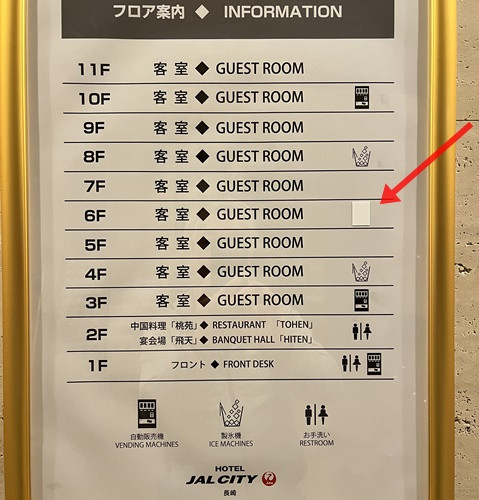 フロア案内 ◆ INFORMATION
11F 客室 ◆ GUEST ROOM
10F 客室 ◆ GUEST ROOM
9F 客室 ◆ GUEST ROOM
8F 客室 ◆ GUEST ROOM
7F 客室 ◆ GUEST ROOM
6F 客室 ◆ GUEST ROOM
5F 客室 ◆ GUEST ROOM
4F 客室 ◆ GUEST ROOM
3F 客室 ◆ GUEST ROOM
2F 中国料理「桃苑」◆ RESTAURANT 「TOHEN」
宴会場「飛天」◆ BANQUET HALL「HITEN」
1F フロント ◆ FRONT DESK
自動販売機 製氷機 お手洗い
VENDING MACHINES ICE MACHINES RESTROOM
HOTEL
JAL CITY
長崎